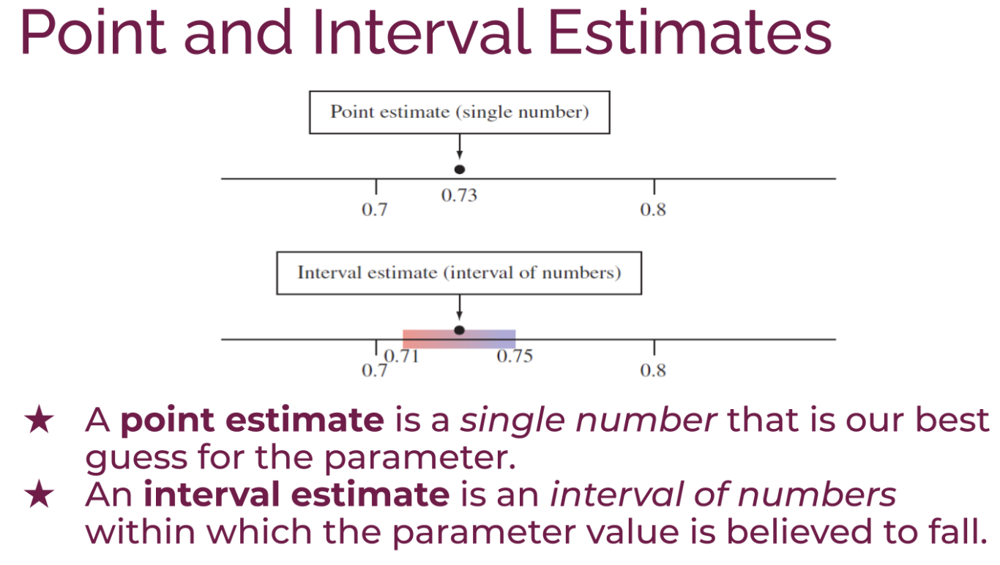 Point and Interval Estimates
Point estimate (single number)
0.73
0.7
0.8
Interval estimate (interval of numbers)
0.71
0.75
0.7
0.8
★ A point estimate is a single number that is our best
guess for the parameter.
★ An interval estimate is an interval of numbers
within which the parameter value is believed to fall.